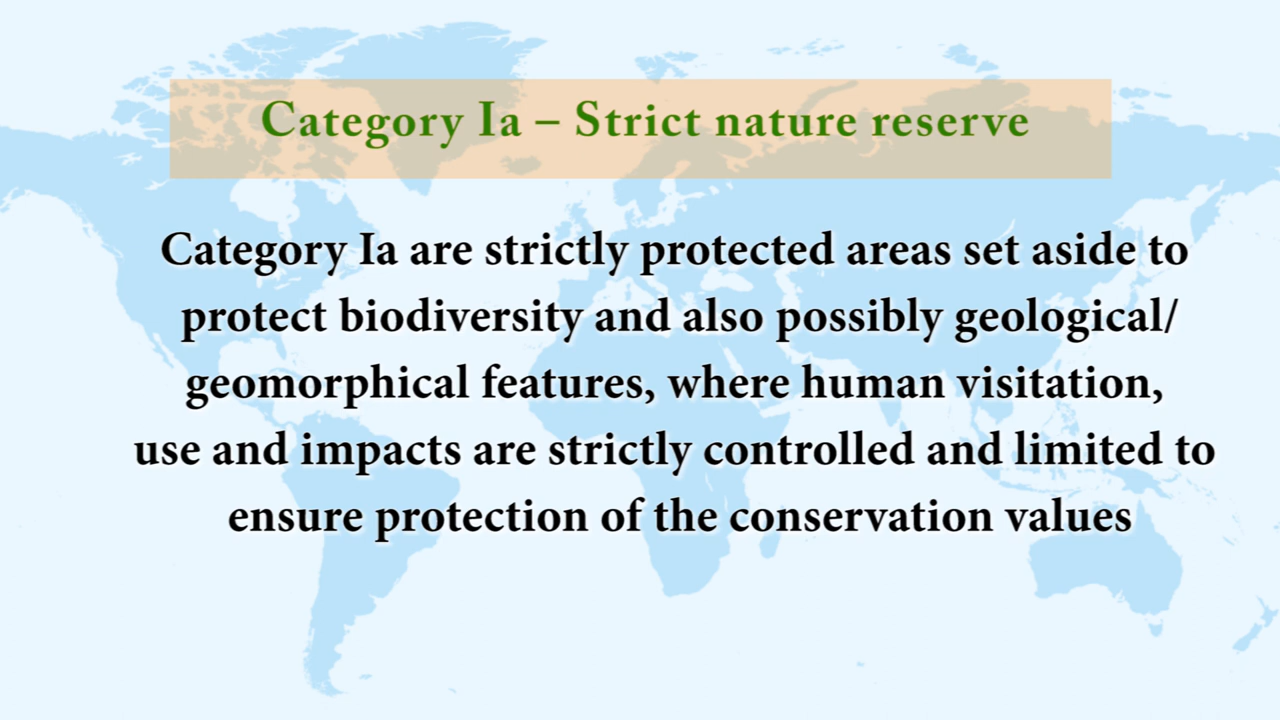 Category Ia – Strict nature reserve
Category Ia are strictly protected areas set aside to
protect biodiversity and also possibly geological/
geomorphical features, where human visitation,
use and impacts are strictly controlled and limited to
ensure protection of the conservation values